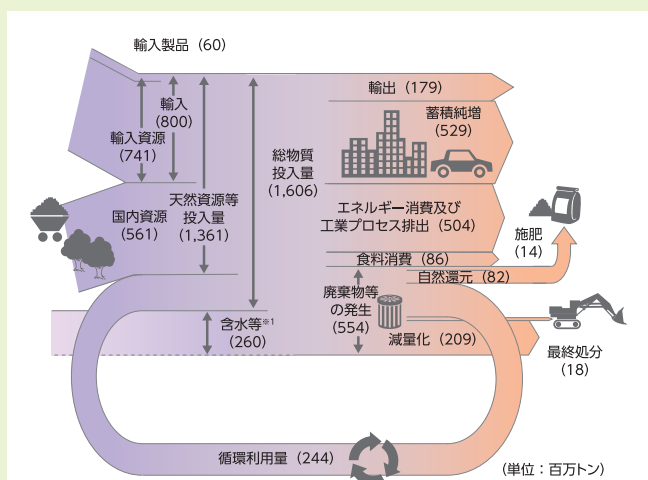 輸入製品（60）
輸入
（800）
輸入資源
（741）
国内資源
（561）
天然資源等
投入量
（1,361）
総物質
投入量
（1,606）
含水等※1
（260）
輸出（179）
蓄積純増
（529）
エネルギー消費及び
工業プロセス排出（504）
食料消費（86）
自然還元（82）
施肥
（14）
廃棄物等
の発生
（554）
減量化（209）
最終処分
（18）
循環利用量（244）
（単位：百万トン）